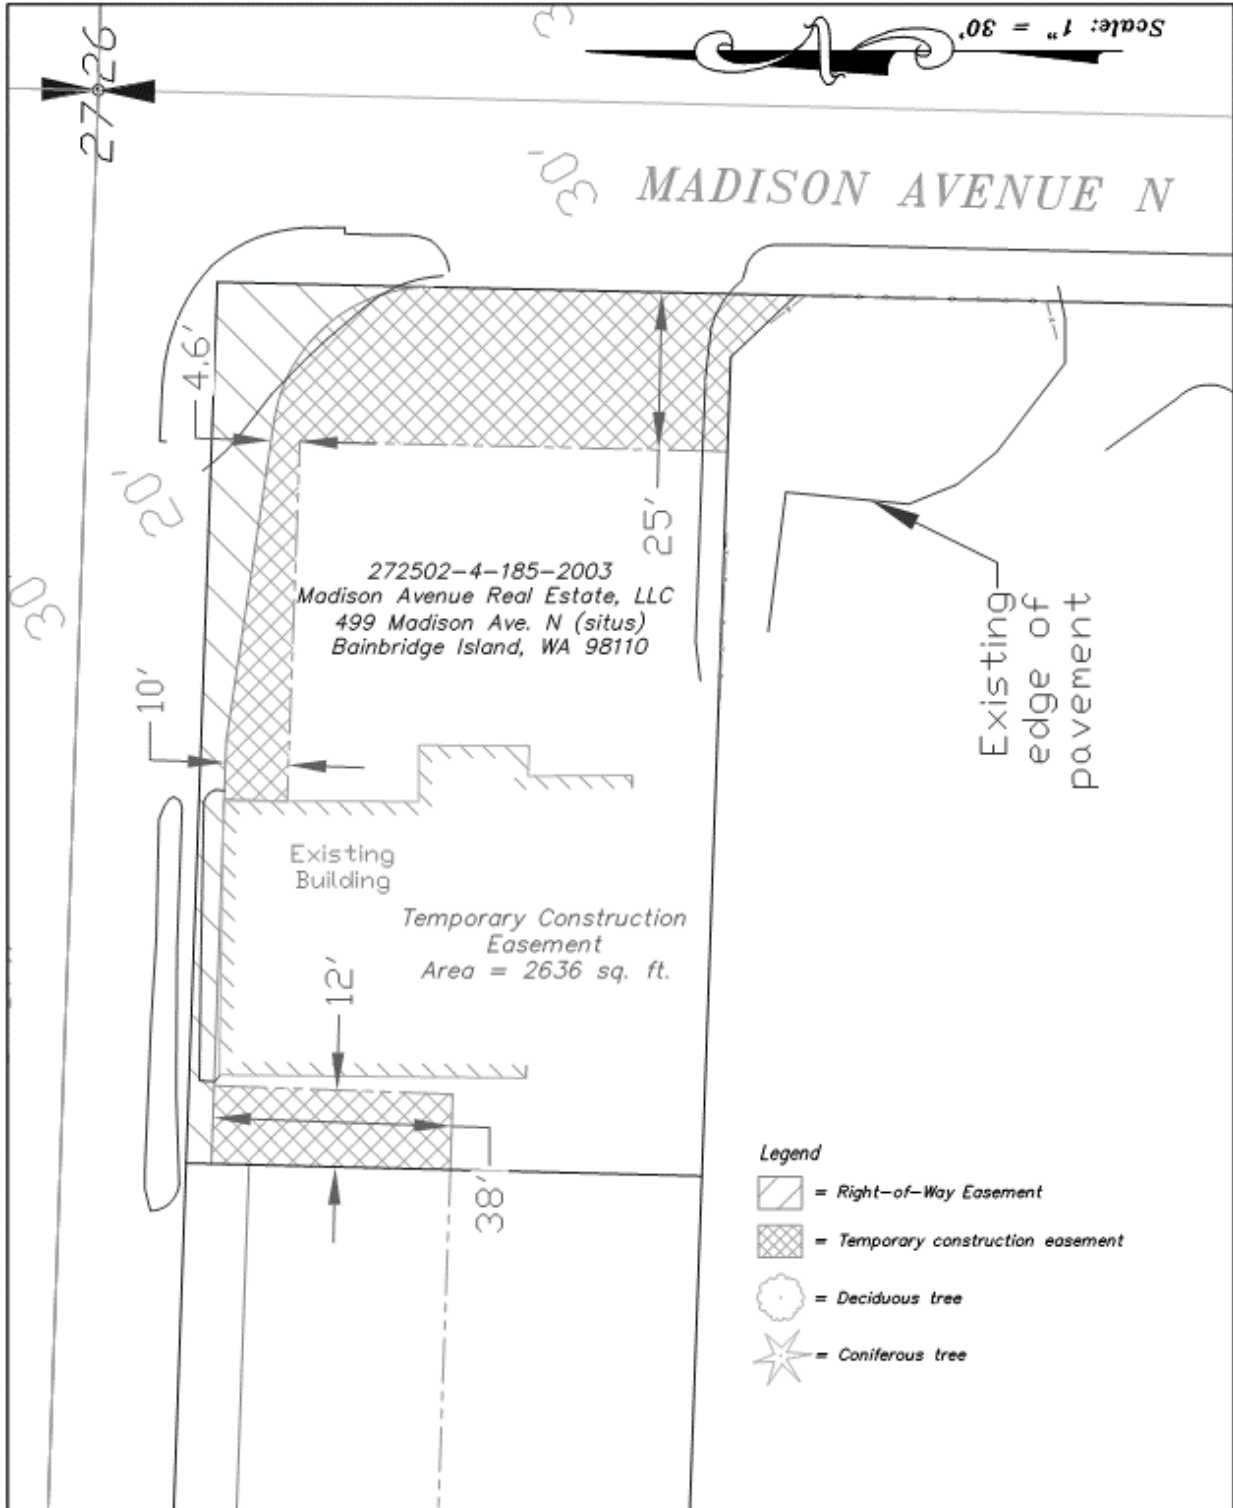 Scale: 1" = 30'
26
27
30'
MADISON AVENUE N
4.6'
20'
30
25'
272502-4-185-2003
Madison Avenue Real Estate, LLC
499 Madison Ave. N (situs)
Bainbridge Island, WA 98110
10'
Existing
edge of
pavement
Existing
Building
Temporary Construction
Easement
Area = 2636 sq. ft.
12'
38'
Legend
= Right-of-Way Easement
= Temporary construction easement
= Deciduous tree
= Coniferous tree